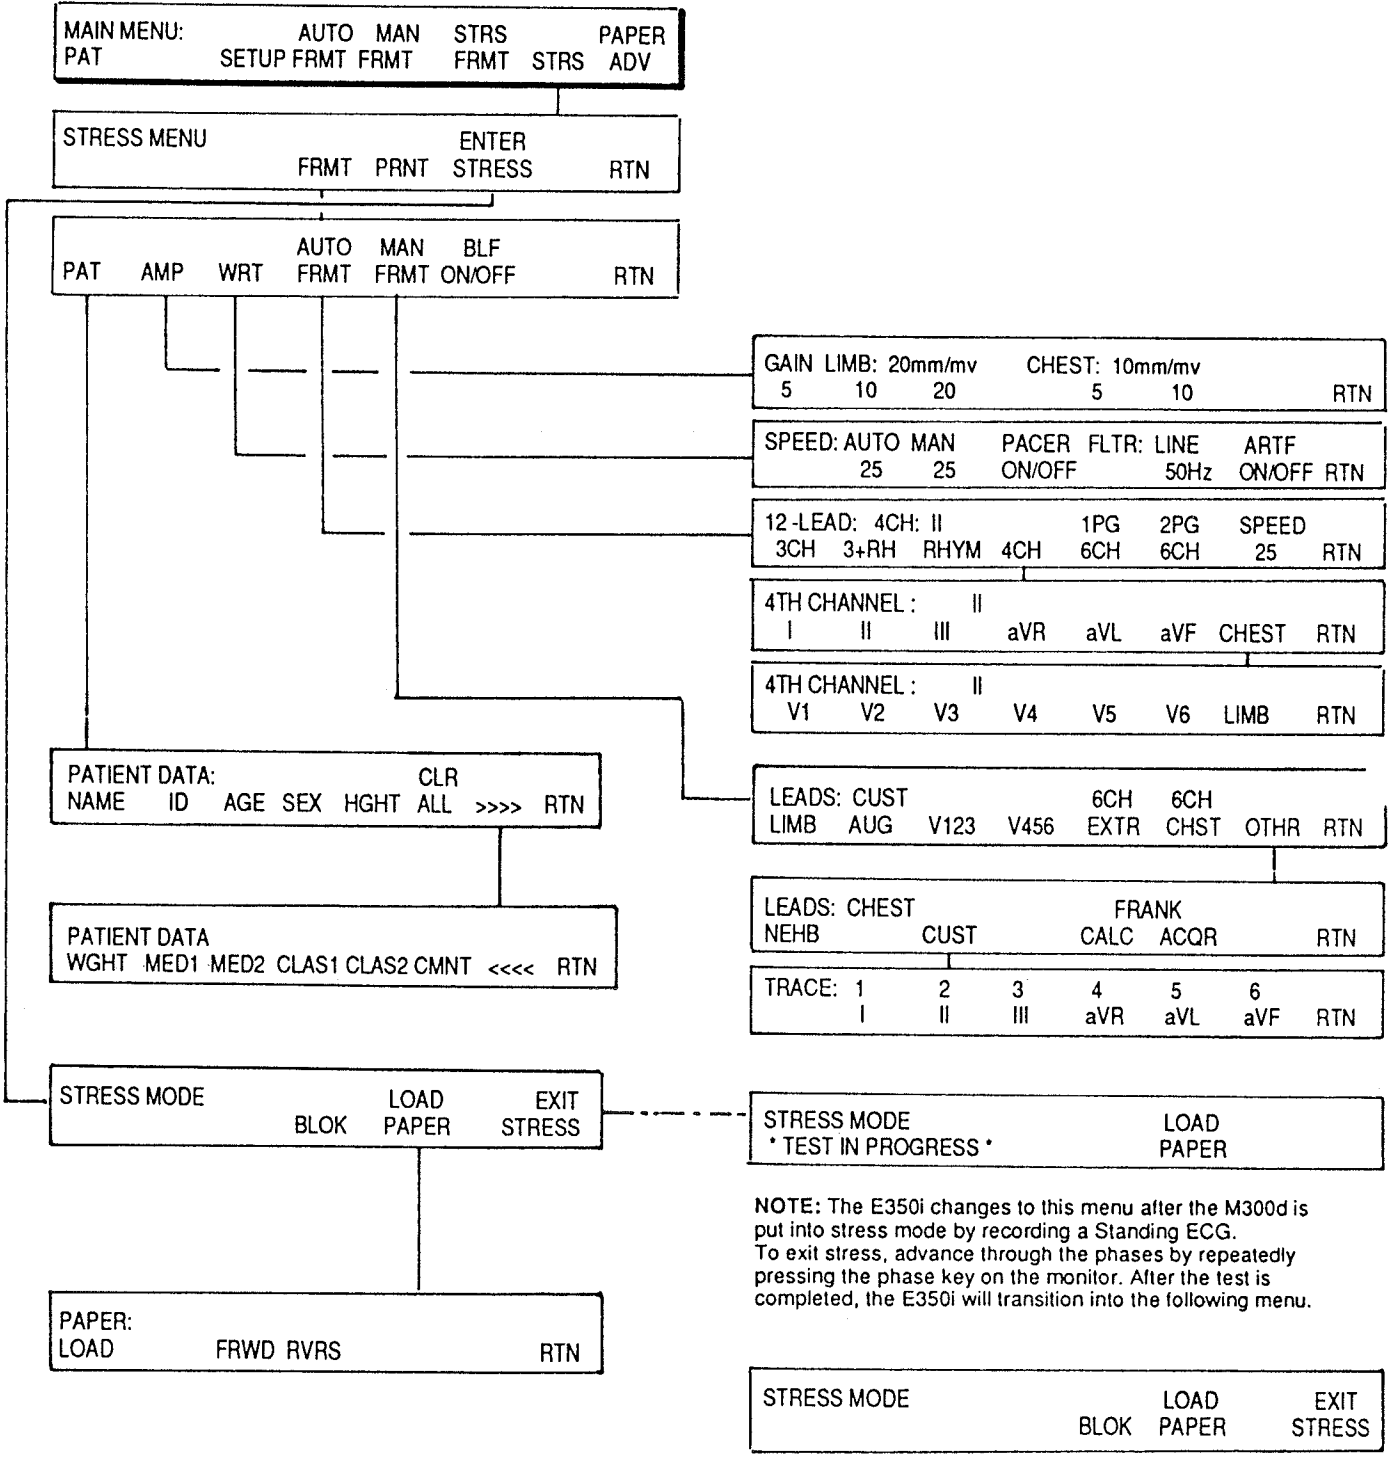 MAIN MENU: AUTO MAN STRS PAPER
PAT SETUP FRMT FRMT FRMT STRS ADV
STRESS MENU ENTER
FRMT PRNT STRESS RTN
AUTO MAN BLF
PAT AMP WRT FRMT FRMT ON/OFF RTN
GAIN LIMB: 20mm/mv CHEST: 10mm/mv
5 10 20 5 10 RTN
SPEED: AUTO MAN PACER FLTR: LINE ARTF
25 25 ON/OFF 50Hz ON/OFF RTN
12-LEAD: 4CH: II 1PG 2PG SPEED
3CH 3+RH RHYM 4CH 6CH 6CH 25 RTN
4TH CHANNEL : II
I II III aVR aVL aVF CHEST RTN
4TH CHANNEL : II
V1 V2 V3 V4 V5 V6 LIMB RTN
PATIENT DATA: CLR
NAME ID AGE SEX HGHT ALL >>>> RTN
LEADS: CUST 6CH 6CH
LIMB AUG V123 V456 EXTR CHST OTHR RTN
PATIENT DATA
WGHT MED1 MED2 CLAS1 CLAS2 CMNT <<<< RTN
LEADS: CHEST FRANK
NEHB CUST CALC ACQR RTN
TRACE: 1 2 3 4 5 6
I II III aVR aVL aVF RTN
STRESS MODE LOAD EXIT
BLOK PAPER STRESS
STRESS MODE LOAD
* TEST IN PROGRESS * PAPER
NOTE: The E350i changes to this menu after the M300d is
put into stress mode by recording a Standing ECG.
To exit stress, advance through the phases by repeatedly
pressing the phase key on the monitor. After the test is
completed, the E350i will transition into the following menu.
PAPER:
LOAD FRWD RVRS RTN
STRESS MODE LOAD EXIT
BLOK PAPER STRESS